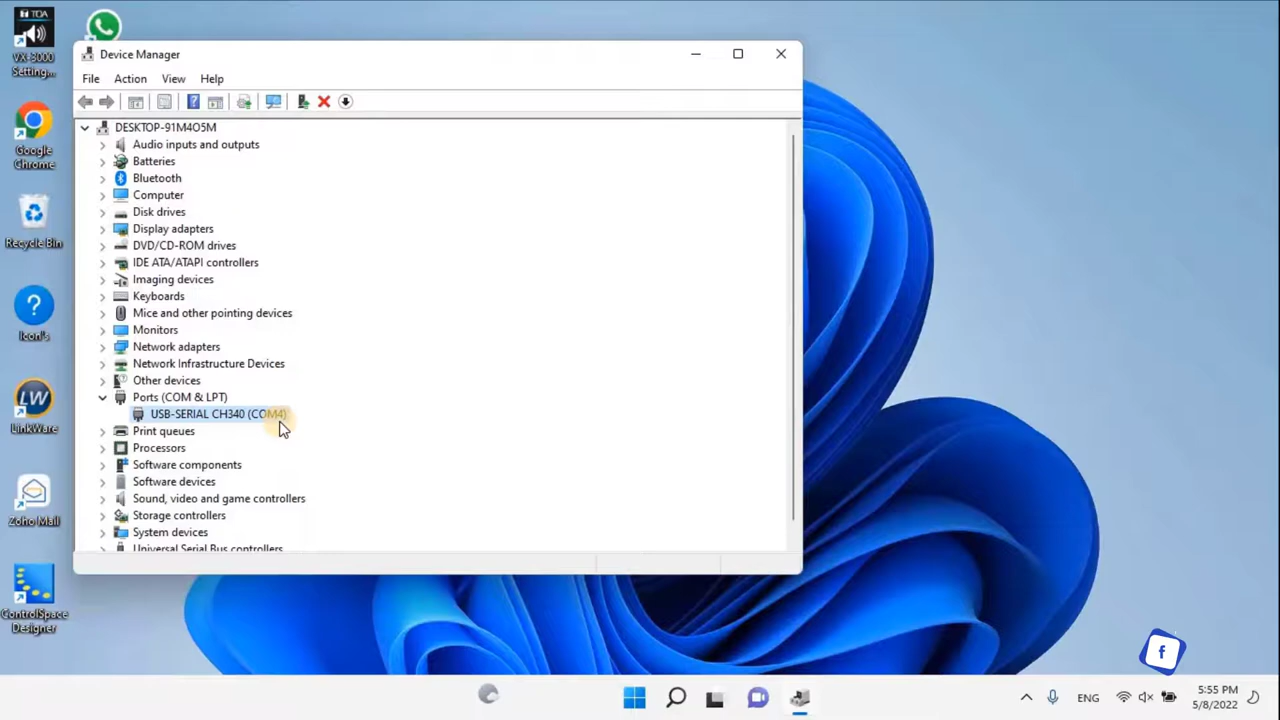 TOA
VX-3000
Setting...
Google
Chrome
Recycle Bin
Icon's
LW
LinkWare
Zoho Mail
ControlSpace
Designer
Device Manager
File Action View Help
DESKTOP-91M4O5M
Audio inputs and outputs
Batteries
Bluetooth
Computer
Disk drives
Display adapters
DVD/CD-ROM drives
IDE ATA/ATAPI controllers
Imaging devices
Keyboards
Mice and other pointing devices
Monitors
Network adapters
Network Infrastructure Devices
Other devices
Ports (COM & LPT)
USB-SERIAL CH340 (COM4)
Print queues
Processors
Software components
Software devices
Sound, video and game controllers
Storage controllers
System devices
Universal Serial Bus controllers
f
ENG
5:55 PM
5/8/2022